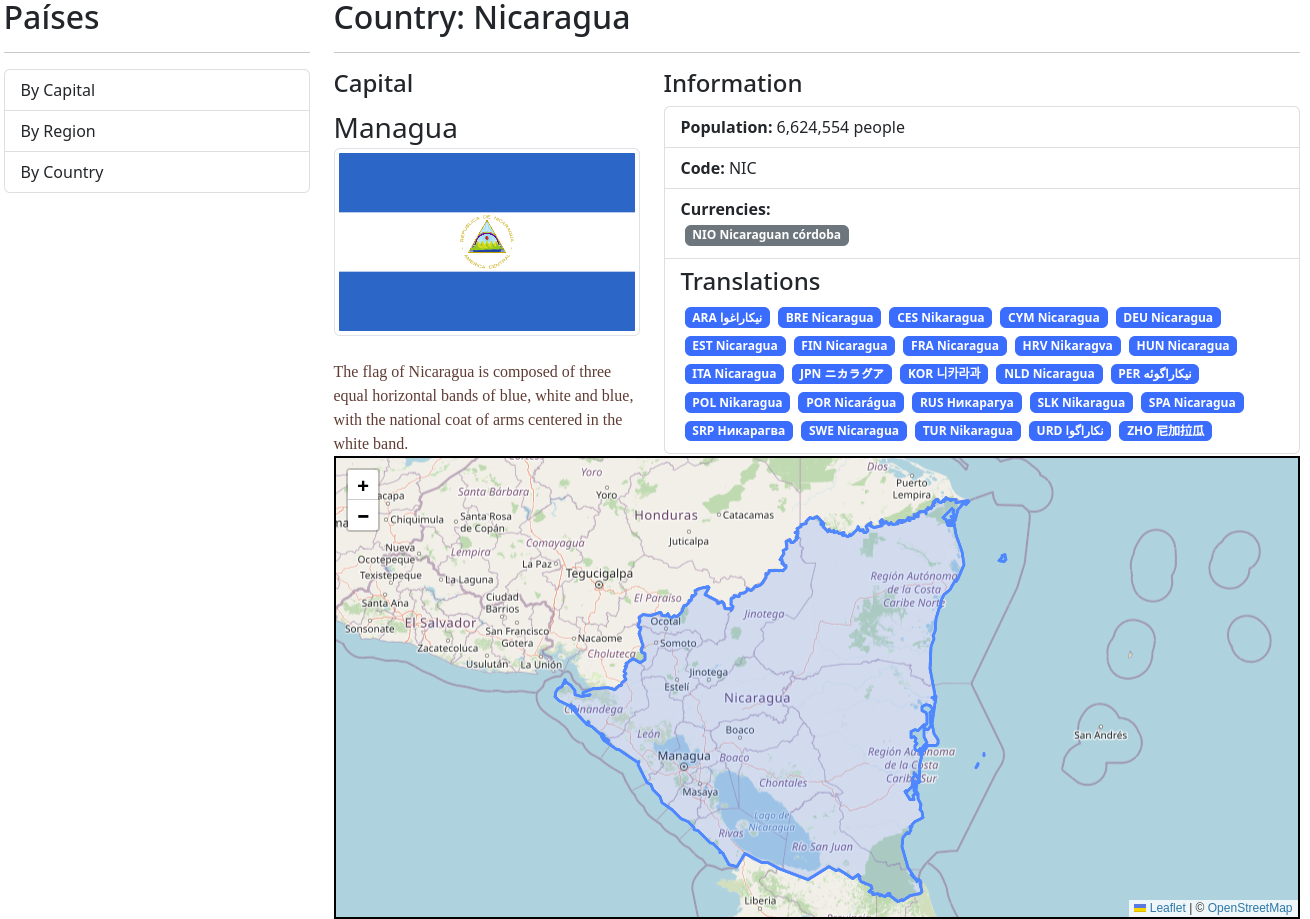 Países
By Capital
By Region
By Country
Country: Nicaragua
Capital
Managua
REPUBLICA DE NICARAGUA
AMERICA CENTRAL
The flag of Nicaragua is composed of three
equal horizontal bands of blue, white and blue,
with the national coat of arms centered in the
white band.
Information
Population: 6,624,554 people
Code: NIC
Currencies:
NIO Nicaraguan córdoba
Translations
ARA نيكاراغوا BRE Nicaragua CES Nikaragua CYM Nicaragua DEU Nicaragua
EST Nicaragua FIN Nicaragua FRA Nicaragua HRV Nikaragva HUN Nicaragua
ITA Nicaragua JPN ニカラグア KOR 니카라과 NLD Nicaragua PER نیکاراگوئه
POL Nikaragua POR Nicarágua RUS Никарагуа SLK Nikaragua SPA Nicaragua
SRP Никарагва SWE Nicaragua TUR Nikaragua URD نکاراگوا ZHO 尼加拉瓜
+
−
Yoro
Dios
Santa Bárbara
Yoro
Puerto
Lempira
acapa
Chiquimula
Santa Rosa
de Copán
Honduras
Catacamas
Juticalpa
Comayagua
Nueva
Ocotepeque
Lempira
La Paz
Tegucigalpa
Texistepeque
La Laguna
Región Autónoma
de la Costa
Caribe Norte
Santa Ana
Ciudad
Barrios
El Paraíso
Jinotega
Ocotal
Sonsonate
El Salvador
San Francisco
Gotera
Nacaome
Somoto
Zacatecoluca
Choluteca
Usulután
La Unión
Jinotega
Estelí
Nicaragua
Chinandega
León
Boaco
San Andrés
Managua
Boaco
Región Autónoma
de la Costa
Caribe Sur
Masaya
Chontales
Lago de
Nicaragua
Rivas
Río San Juan
Liberia
Leaflet | © OpenStreetMap